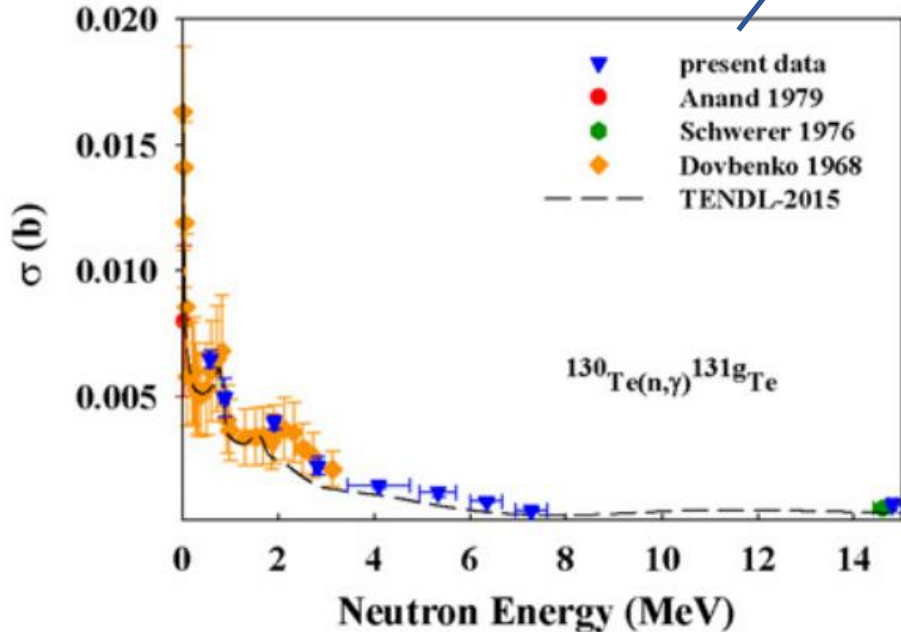 0.020
present data
Anand 1979
Schwerer 1976
0.015
Dovbenko 1968
TENDL-2015
σ (b)
0.010
¹³⁰Te(n,γ)¹³¹ᵍTe
0.005
0 2 4 6 8 10 12 14
Neutron Energy (MeV)